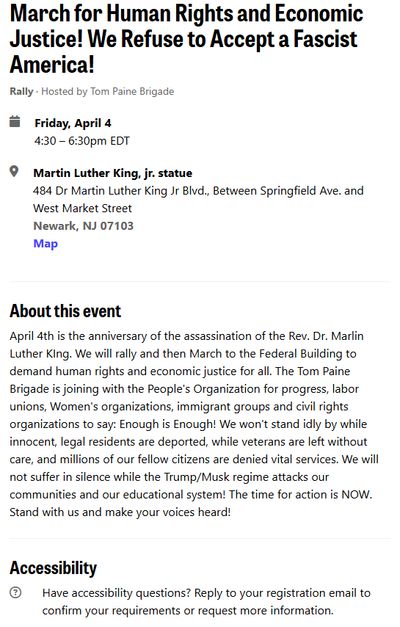 March for Human Rights and Economic
Justice! We Refuse to Accept a Fascist
America!
Rally · Hosted by Tom Paine Brigade
Friday, April 4
4:30 – 6:30pm EDT
Martin Luther King, jr. statue
484 Dr Martin Luther King Jr Blvd., Between Springfield Ave. and
West Market Street
Newark, NJ 07103
Map
About this event
April 4th is the anniversary of the assassination of the Rev. Dr. Marlin
Luther KIng. We will rally and then March to the Federal Building to
demand human rights and economic justice for all. The Tom Paine
Brigade is joining with the People's Organization for progress, labor
unions, Women's organizations, immigrant groups and civil rights
organizations to say: Enough is Enough! We won't stand idly by while
innocent, legal residents are deported, while veterans are left without
care, and millions of our fellow citizens are denied vital services. We will
not suffer in silence while the Trump/Musk regime attacks our
communities and our educational system! The time for action is NOW.
Stand with us and make your voices heard!
Accessibility
Have accessibility questions? Reply to your registration email to
confirm your requirements or request more information.